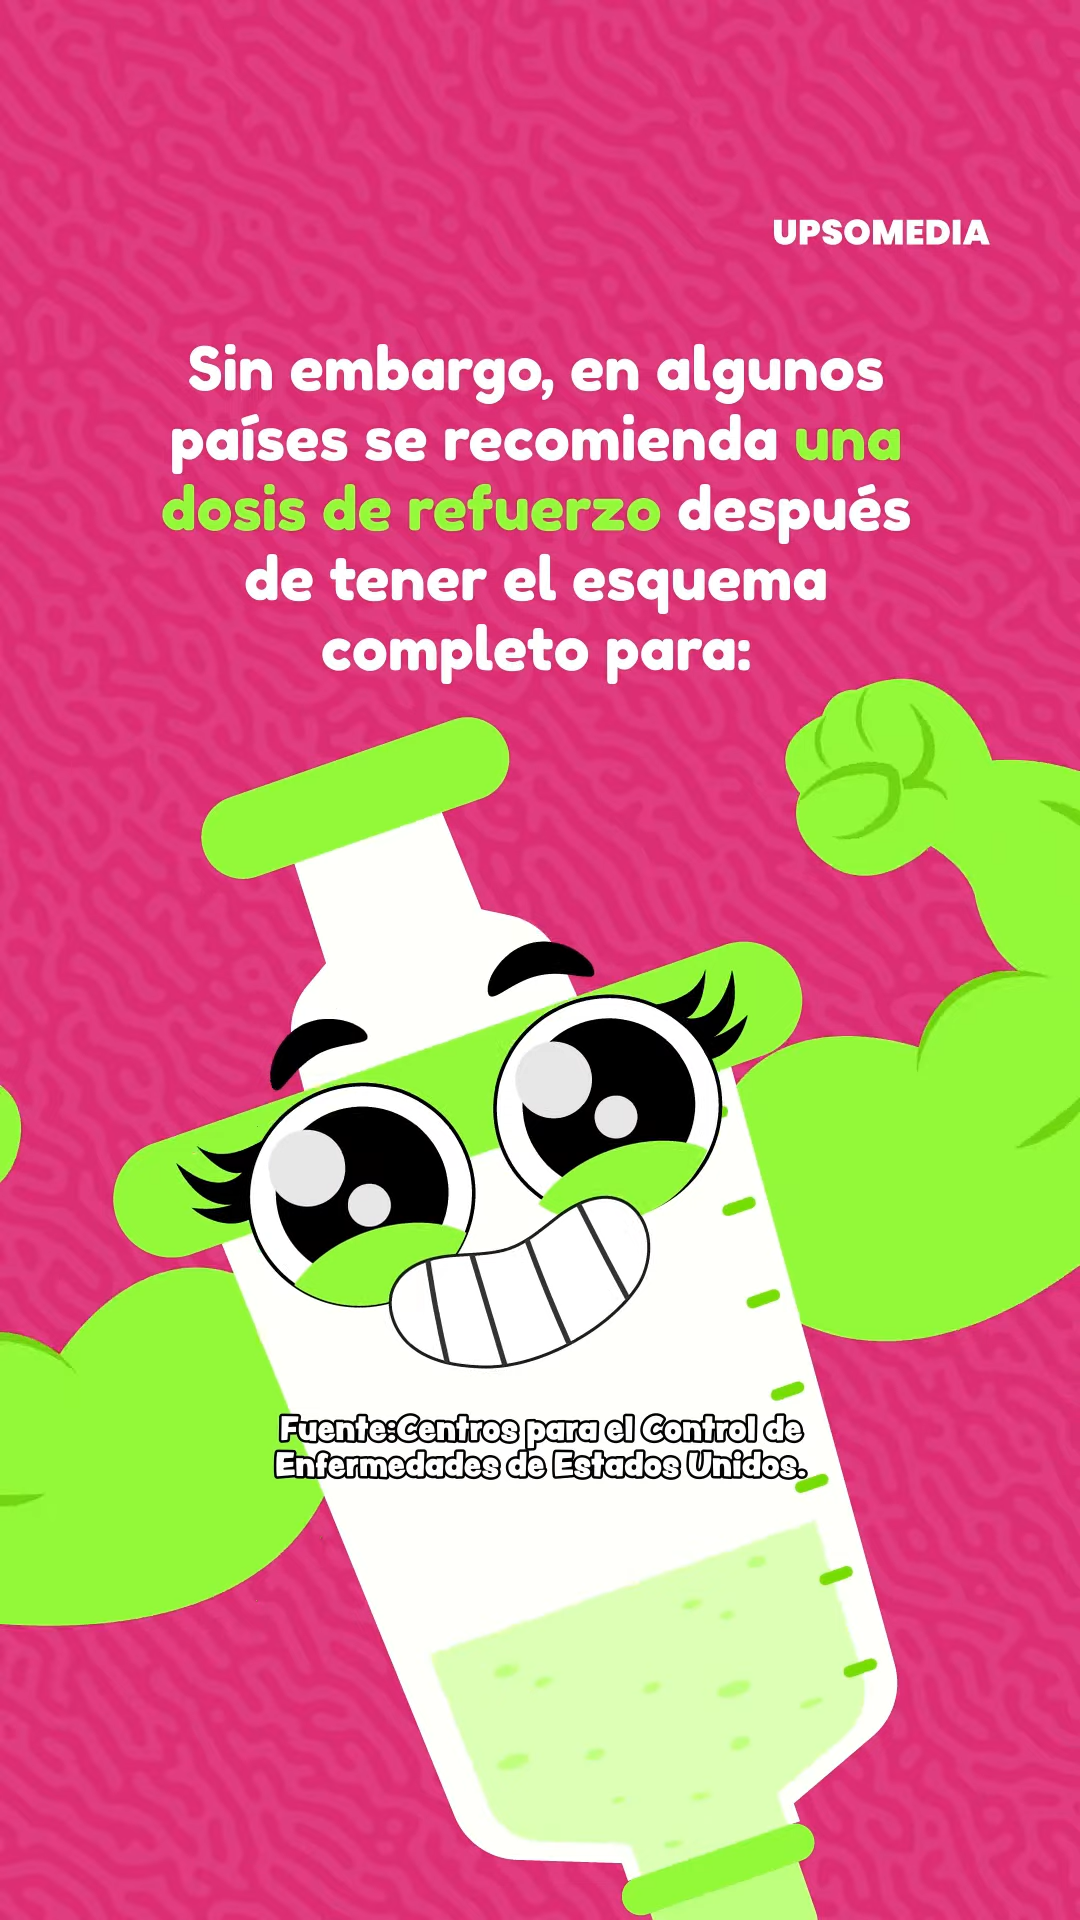 UPSOMEDIA
Sin embargo, en algunos
países se recomienda una
dosis de refuerzo después
de tener el esquema
completo para:
Fuente:Centros para el Control de
Enfermedades de Estados Unidos.